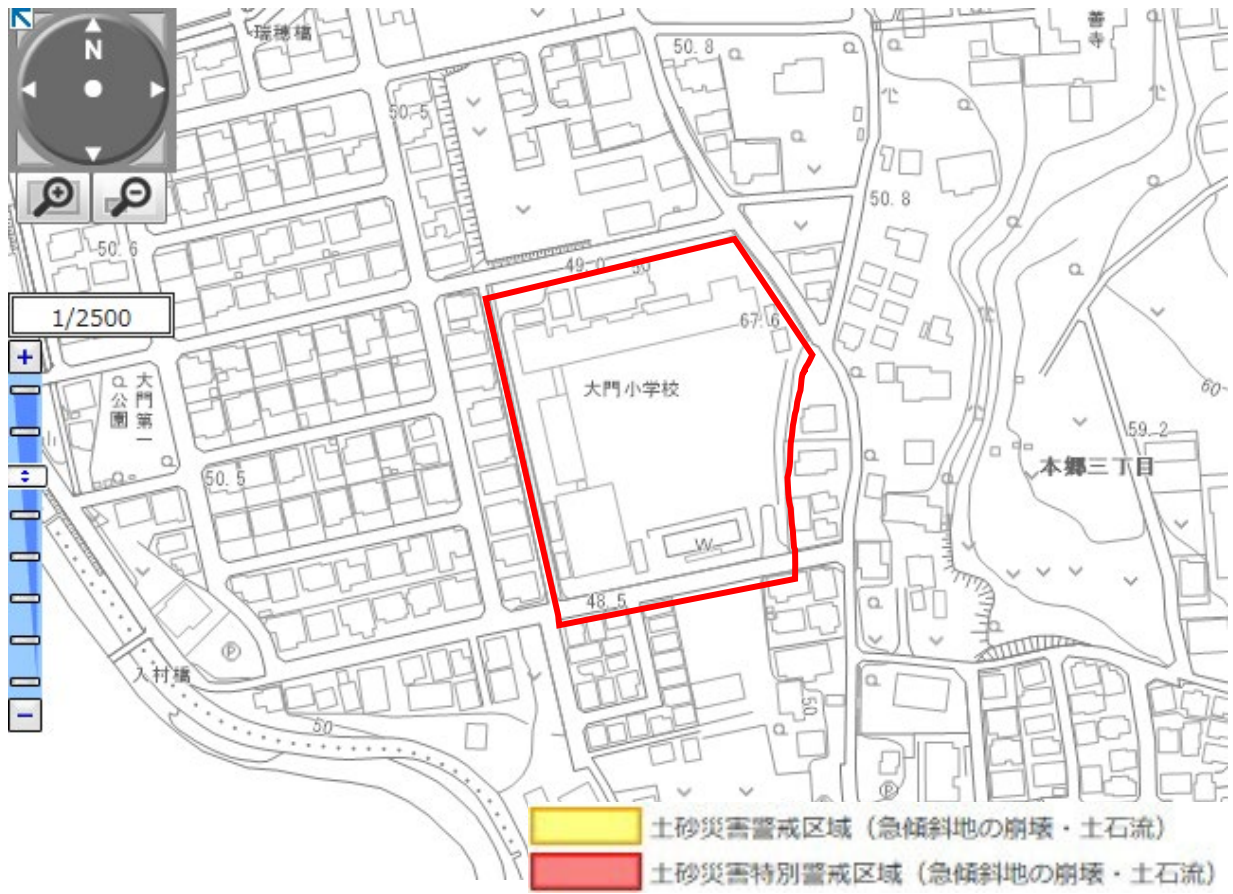 N
瑞穂橋
善寺
50.8
50.5
50.8
50.6
49.0
50
1/2500
67.6
大門小学校
大門第一公園
60
59.2
本郷三丁目
50.5
W
48.5
P
入村橋
50
50
P
土砂災害警戒区域（急傾斜地の崩壊・土石流）
土砂災害特別警戒区域（急傾斜地の崩壊・土石流）